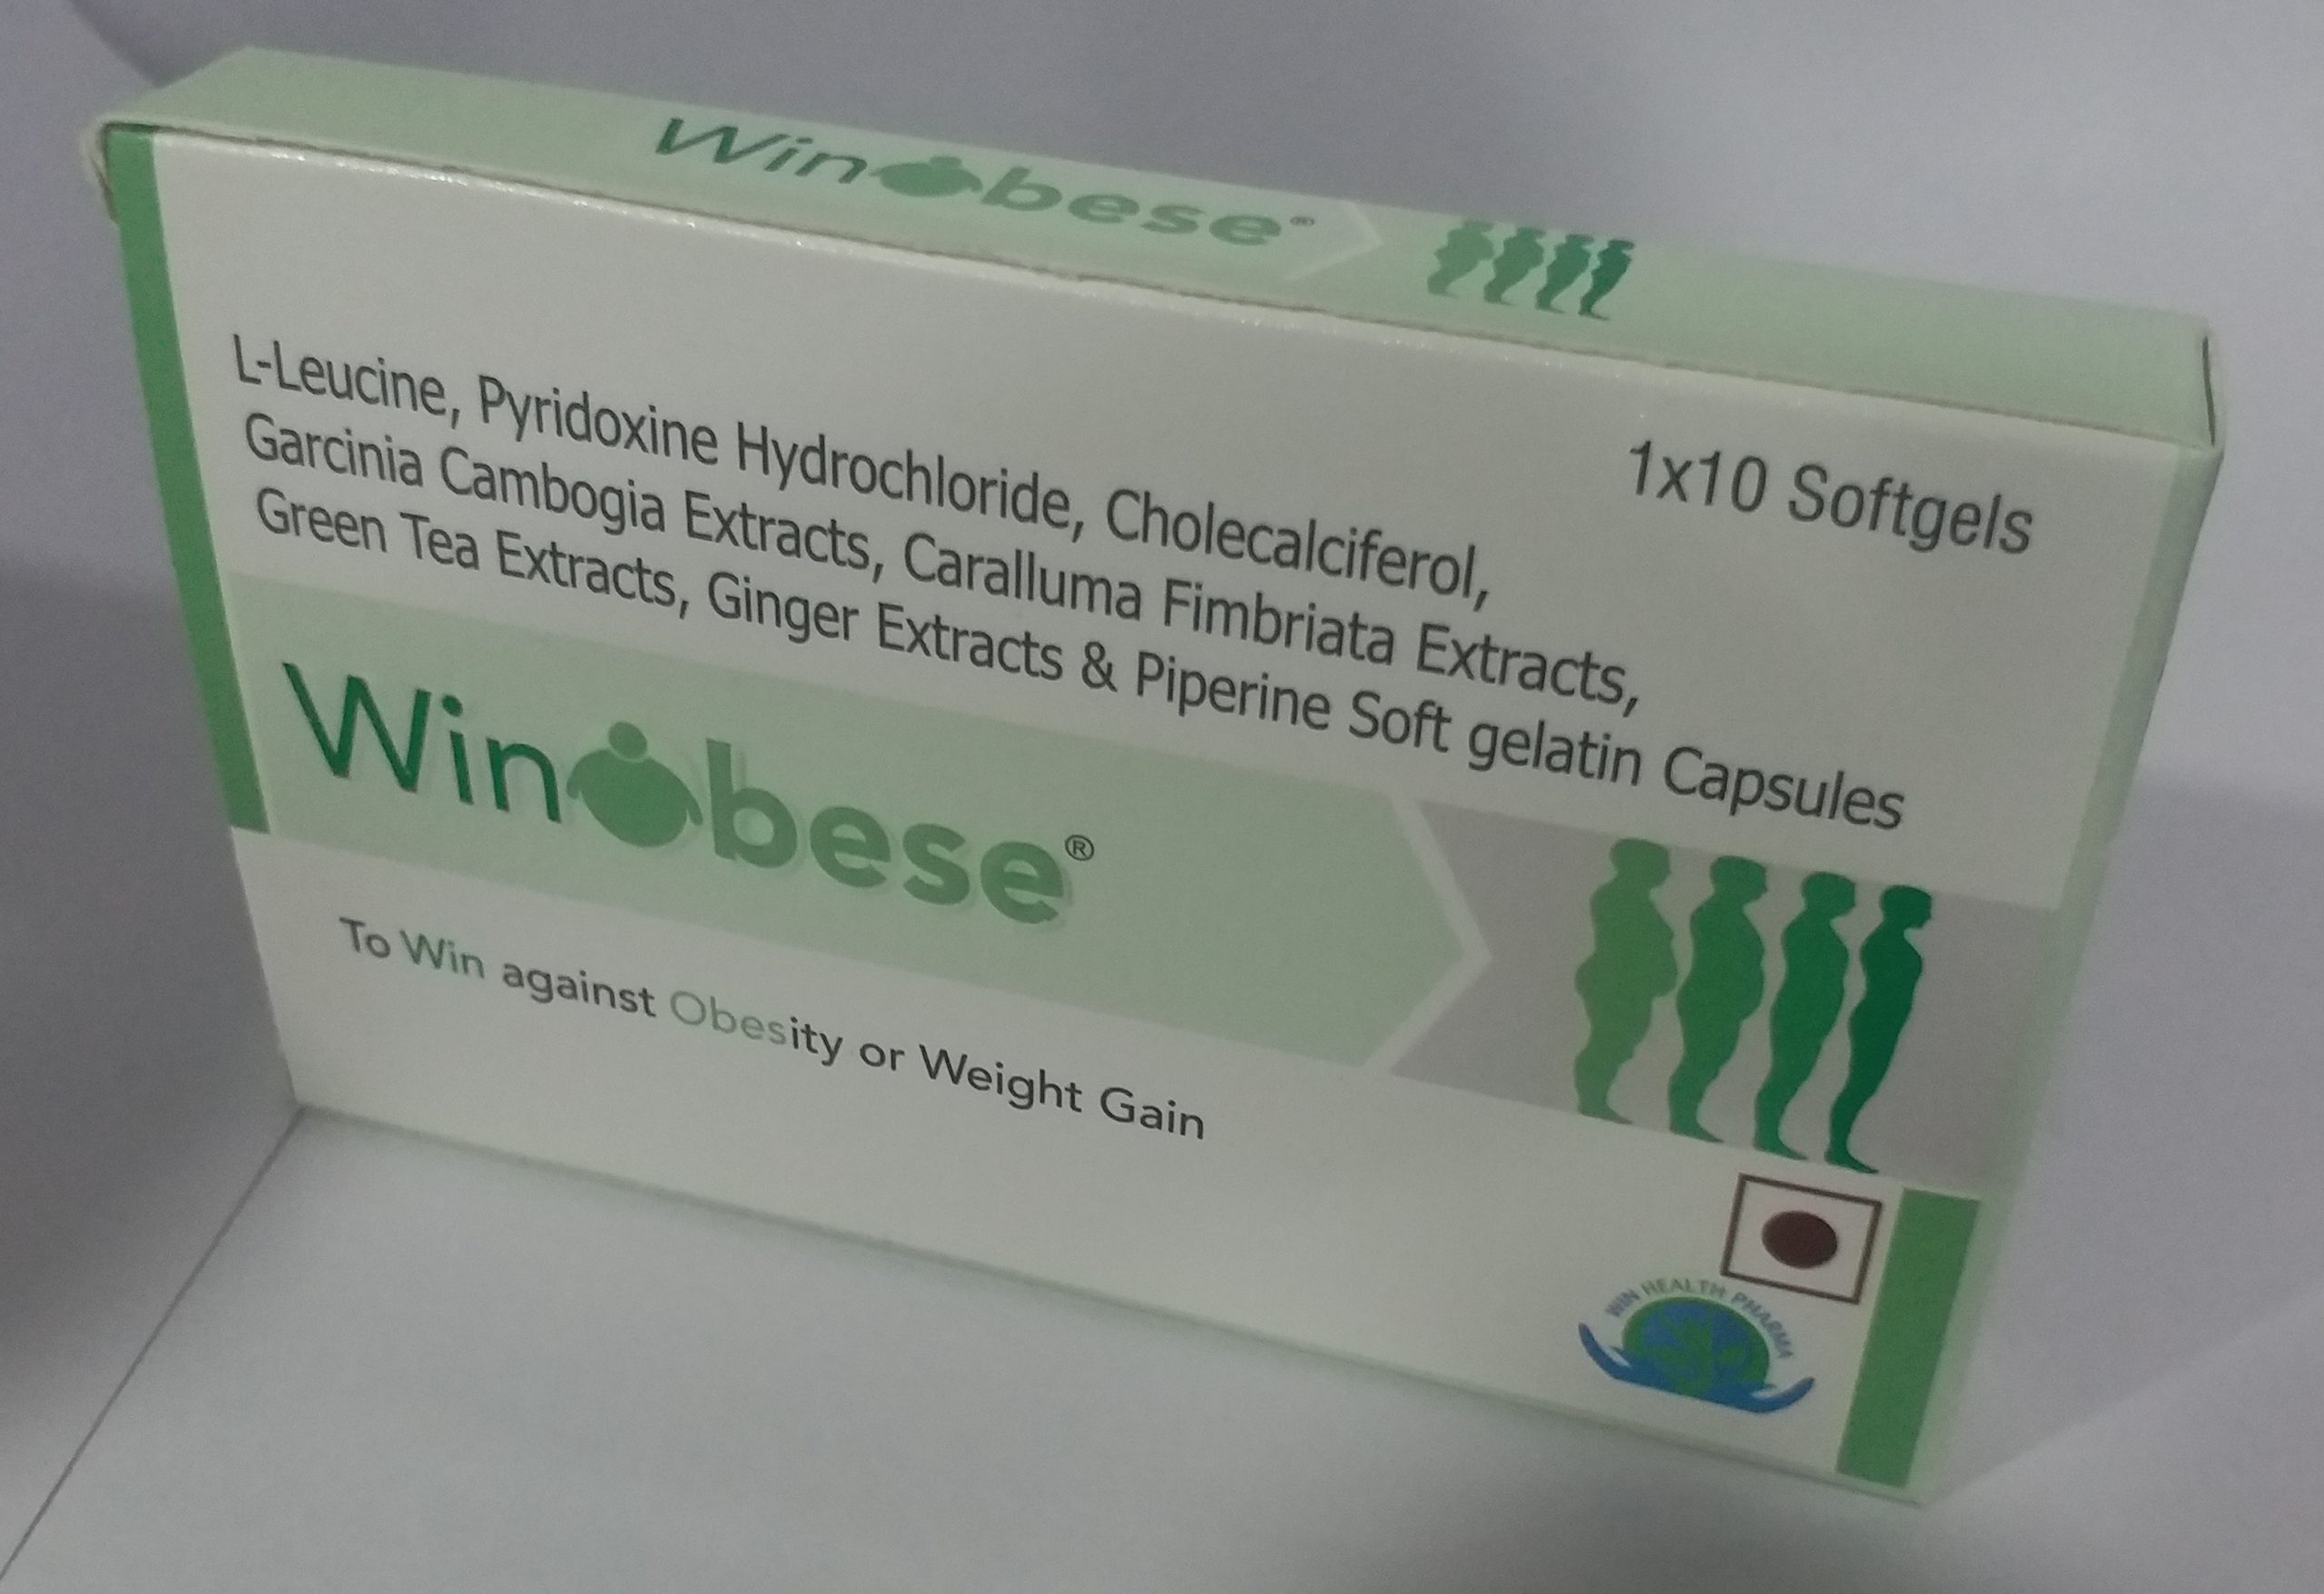 Winobese®
1x10 Softgels
L-Leucine, Pyridoxine Hydrochloride, Cholecalciferol,
Garcinia Cambogia Extracts, Caralluma Fimbriata Extracts,
Green Tea Extracts, Ginger Extracts & Piperine Soft gelatin Capsules
Winobese®
To Win against Obesity or Weight Gain
WIN HEALTH PHARMA